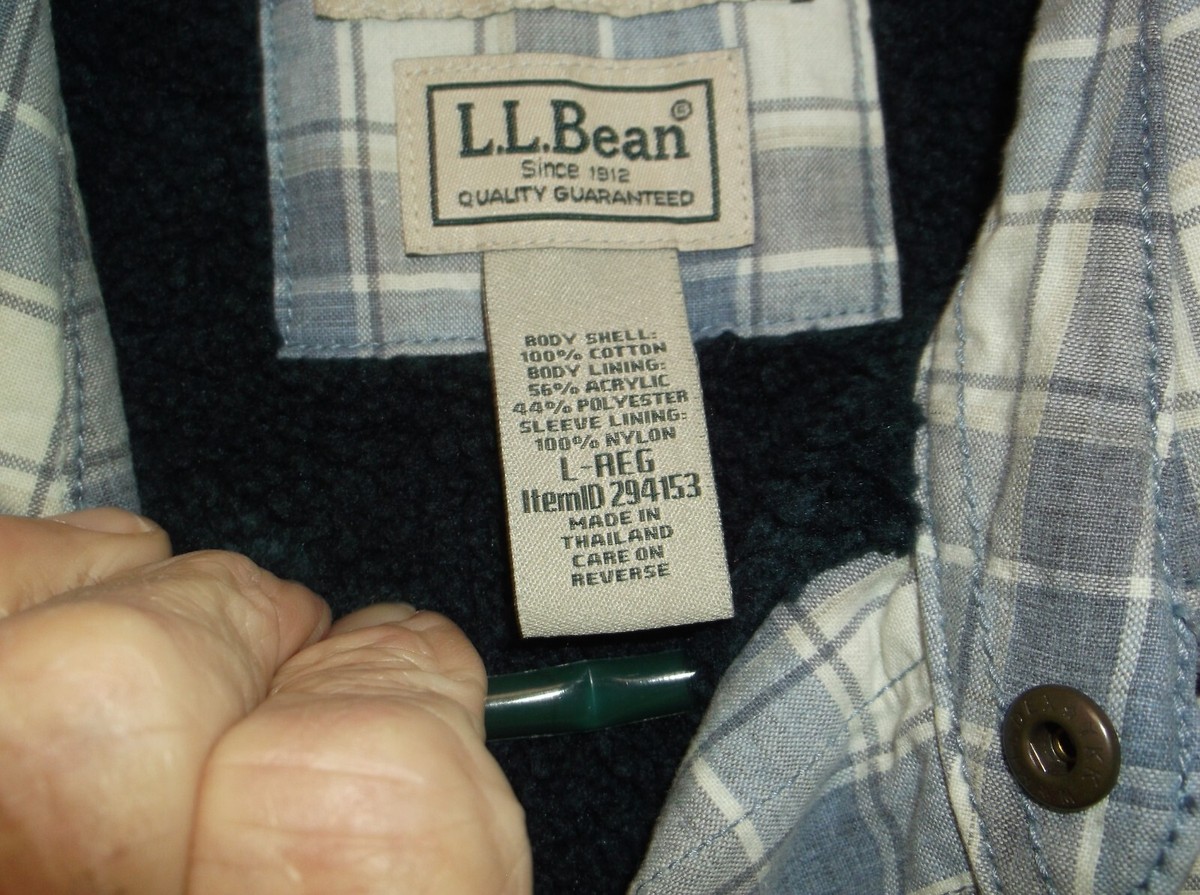 L.L.Bean®
Since 1912
QUALITY GUARANTEED
BODY SHELL:
100% COTTON
BODY LINING:
56% ACRYLIC
44% POLYESTER
SLEEVE LINING:
100% NYLON
L-REG
ItemID 294153
MADE IN
THAILAND
CARE ON
REVERSE